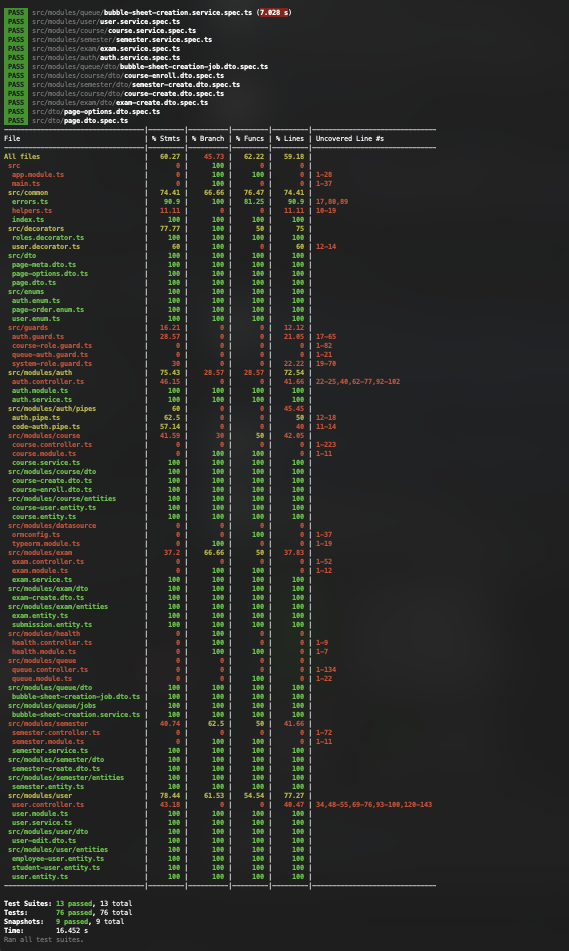 PASS src/modules/queue/bubble-sheet-creation.service.spec.ts (7.028 s)
PASS src/modules/user/user.service.spec.ts
PASS src/modules/course/course.service.spec.ts
PASS src/modules/semester/semester.service.spec.ts
PASS src/modules/exam/exam.service.spec.ts
PASS src/modules/auth/auth.service.spec.ts
PASS src/modules/queue/dto/bubble-sheet-creation-job.dto.spec.ts
PASS src/modules/course/dto/course-enroll.dto.spec.ts
PASS src/modules/semester/dto/semester-create.dto.spec.ts
PASS src/modules/course/dto/course-create.dto.spec.ts
PASS src/modules/exam/dto/exam-create.dto.spec.ts
PASS src/dto/page-options.dto.spec.ts
PASS src/dto/page.dto.spec.ts
File | % Stmts | % Branch | % Funcs | % Lines | Uncovered Line #s
All files | 60.27 | 45.73 | 62.22 | 59.18 |
src | 0 | 100 | 0 | 0 |
app.module.ts | 0 | 100 | 100 | 0 | 1-28
main.ts | 0 | 100 | 0 | 0 | 1-37
src/common | 74.41 | 66.66 | 76.47 | 74.41 |
errors.ts | 90.9 | 100 | 81.25 | 90.9 | 17,80,89
helpers.ts | 11.11 | 0 | 0 | 11.11 | 10-19
index.ts | 100 | 100 | 100 | 100 |
src/decorators | 77.77 | 100 | 50 | 75 |
roles.decorator.ts | 100 | 100 | 100 | 100 |
user.decorator.ts | 60 | 100 | 0 | 60 | 12-14
src/dto | 100 | 100 | 100 | 100 |
page-meta.dto.ts | 100 | 100 | 100 | 100 |
page-options.dto.ts | 100 | 100 | 100 | 100 |
page.dto.ts | 100 | 100 | 100 | 100 |
src/enums | 100 | 100 | 100 | 100 |
auth.enum.ts | 100 | 100 | 100 | 100 |
page-order.enum.ts | 100 | 100 | 100 | 100 |
user.enum.ts | 100 | 100 | 100 | 100 |
src/guards | 16.21 | 0 | 0 | 12.12 |
auth.guard.ts | 28.57 | 0 | 0 | 21.05 | 17-65
course-role.guard.ts | 0 | 0 | 0 | 0 | 1-82
queue-auth.guard.ts | 0 | 0 | 0 | 0 | 1-21
system-role.guard.ts | 30 | 0 | 0 | 22.22 | 19-70
src/modules/auth | 75.43 | 28.57 | 28.57 | 72.54 |
auth.controller.ts | 46.15 | 0 | 0 | 41.66 | 22-25,40,62-77,92-102
auth.module.ts | 100 | 100 | 100 | 100 |
auth.service.ts | 100 | 100 | 100 | 100 |
src/modules/auth/pipes | 60 | 0 | 0 | 45.45 |
auth.pipe.ts | 62.5 | 0 | 0 | 50 | 12-18
code-auth.pipe.ts | 57.14 | 0 | 0 | 40 | 11-14
src/modules/course | 41.59 | 30 | 50 | 42.05 |
course.controller.ts | 0 | 0 | 0 | 0 | 1-223
course.module.ts | 0 | 100 | 100 | 0 | 1-11
course.service.ts | 100 | 100 | 100 | 100 |
src/modules/course/dto | 100 | 100 | 100 | 100 |
course-create.dto.ts | 100 | 100 | 100 | 100 |
course-enroll.dto.ts | 100 | 100 | 100 | 100 |
src/modules/course/entities | 100 | 100 | 100 | 100 |
course-user.entity.ts | 100 | 100 | 100 | 100 |
course.entity.ts | 100 | 100 | 100 | 100 |
src/modules/datasource | 0 | 0 | 0 | 0 |
ormconfig.ts | 0 | 0 | 100 | 0 | 1-37
typeorm.module.ts | 0 | 100 | 0 | 0 | 1-19
src/modules/exam | 37.2 | 66.66 | 50 | 37.83 |
exam.controller.ts | 0 | 0 | 0 | 0 | 1-52
exam.module.ts | 0 | 100 | 100 | 0 | 1-12
exam.service.ts | 100 | 100 | 100 | 100 |
src/modules/exam/dto | 100 | 100 | 100 | 100 |
exam-create.dto.ts | 100 | 100 | 100 | 100 |
src/modules/exam/entities | 100 | 100 | 100 | 100 |
exam.entity.ts | 100 | 100 | 100 | 100 |
submission.entity.ts | 100 | 100 | 100 | 100 |
src/modules/health | 0 | 100 | 0 | 0 |
health.controller.ts | 0 | 100 | 0 | 0 | 1-9
health.module.ts | 0 | 100 | 100 | 0 | 1-7
src/modules/queue | 0 | 0 | 0 | 0 |
queue.controller.ts | 0 | 0 | 0 | 0 | 1-134
queue.module.ts | 0 | 0 | 100 | 0 | 1-22
src/modules/queue/dto | 100 | 100 | 100 | 100 |
bubble-sheet-creation-job.dto.ts | 100 | 100 | 100 | 100 |
src/modules/queue/jobs | 100 | 100 | 100 | 100 |
bubble-sheet-creation.service.ts | 100 | 100 | 100 | 100 |
src/modules/semester | 40.74 | 62.5 | 50 | 41.66 |
semester.controller.ts | 0 | 0 | 0 | 0 | 1-72
semester.module.ts | 0 | 100 | 100 | 0 | 1-11
semester.service.ts | 100 | 100 | 100 | 100 |
src/modules/semester/dto | 100 | 100 | 100 | 100 |
semester-create.dto.ts | 100 | 100 | 100 | 100 |
src/modules/semester/entities | 100 | 100 | 100 | 100 |
semester.entity.ts | 100 | 100 | 100 | 100 |
src/modules/user | 78.44 | 61.53 | 54.54 | 77.27 |
user.controller.ts | 43.18 | 0 | 0 | 40.47 | 34,48-55,69-76,93-100,120-143
user.module.ts | 100 | 100 | 100 | 100 |
user.service.ts | 100 | 100 | 100 | 100 |
src/modules/user/dto | 100 | 100 | 100 | 100 |
user-edit.dto.ts | 100 | 100 | 100 | 100 |
src/modules/user/entities | 100 | 100 | 100 | 100 |
employee-user.entity.ts | 100 | 100 | 100 | 100 |
student-user.entity.ts | 100 | 100 | 100 | 100 |
user.entity.ts | 100 | 100 | 100 | 100 |
Test Suites: 13 passed, 13 total
Tests: 76 passed, 76 total
Snapshots: 9 passed, 9 total
Time: 16.452 s
Ran all test suites.